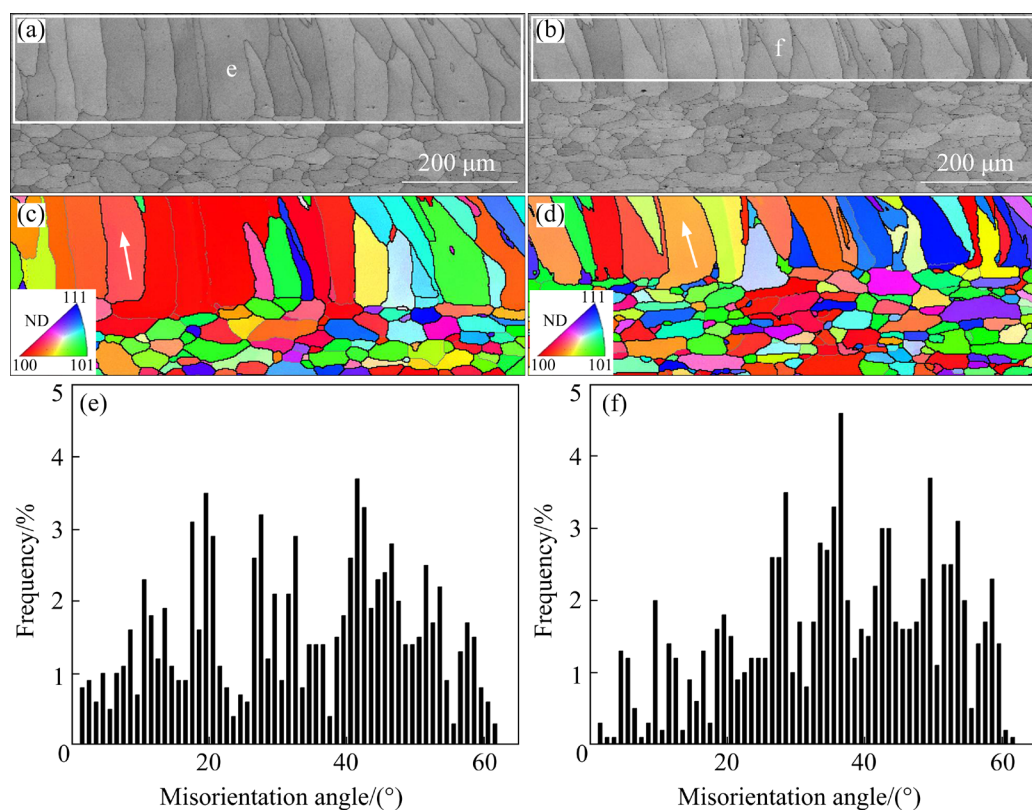 (a)
e
200 μm
(b)
f
200 μm
(c)
111
ND
100 101
(d)
111
ND
100 101
(e)
5
4
3
2
1
0
20 40 60
Frequency/%
Misorientation angle/(°)
(f)
5
4
3
2
1
0
20 40 60
Frequency/%
Misorientation angle/(°)